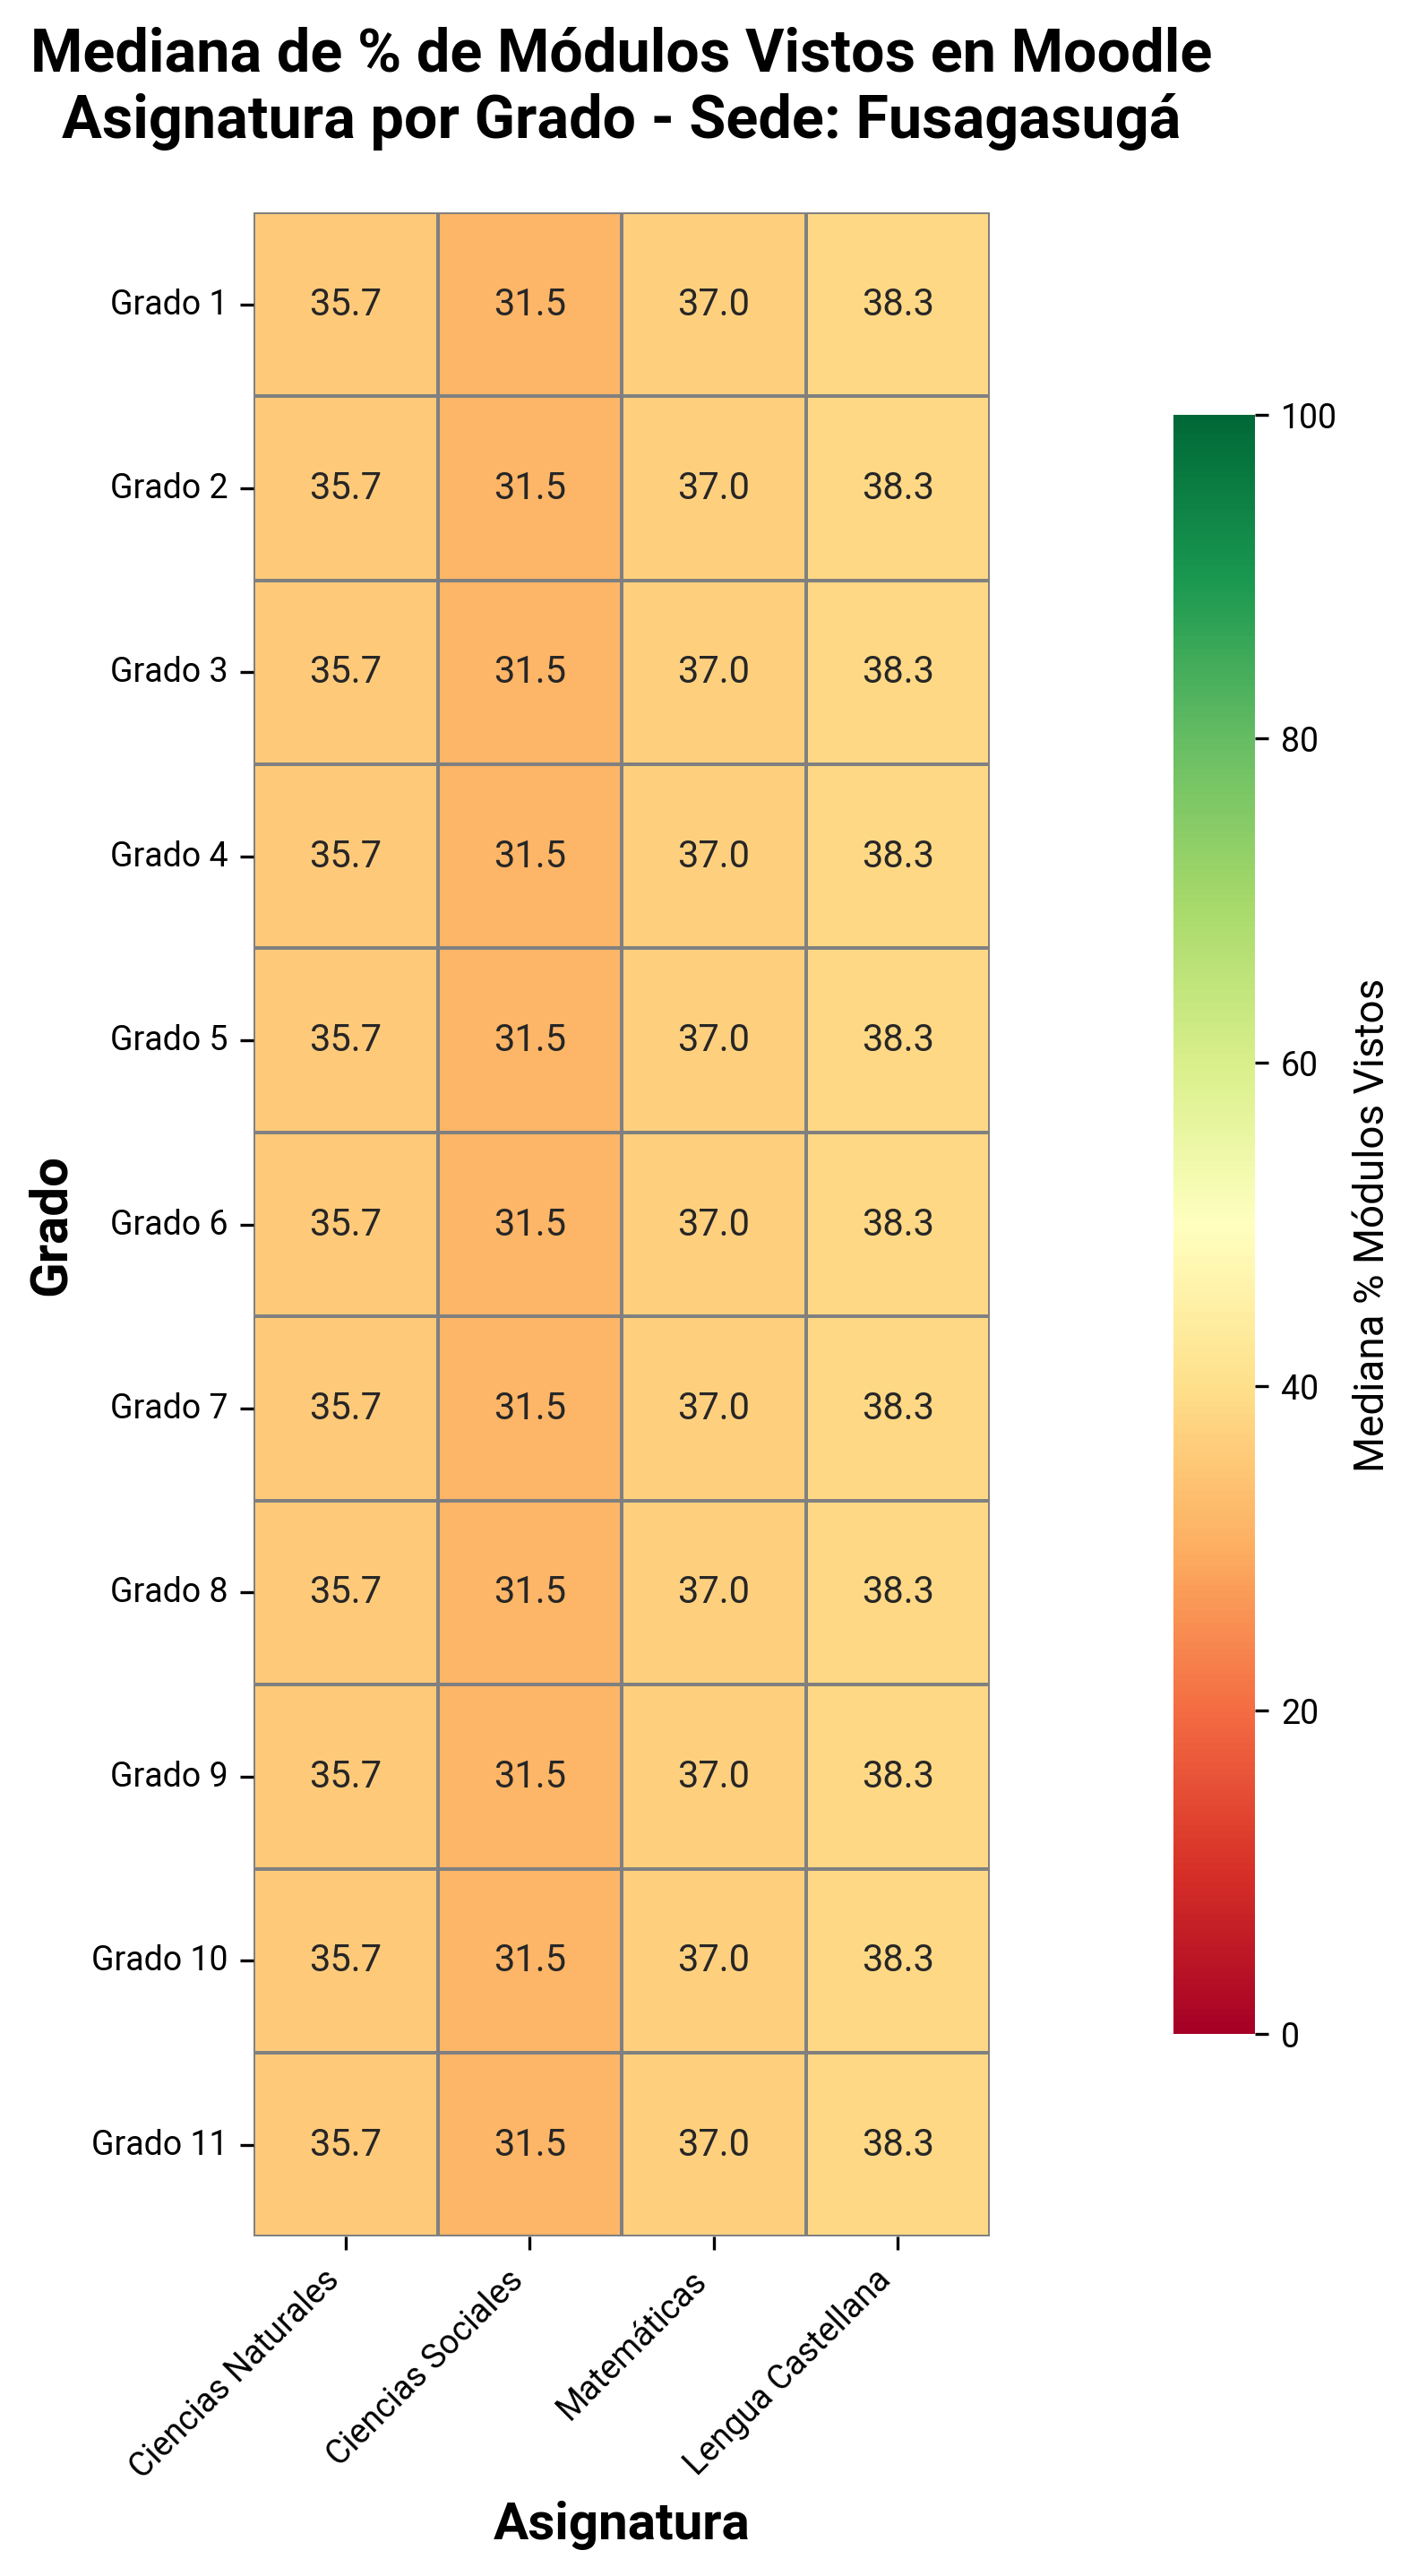 Mediana de % de Módulos Vistos en Moodle
Asignatura por Grado - Sede: Fusagasugá
Grado
Grado 1 35.7 31.5 37.0 38.3
Grado 2 35.7 31.5 37.0 38.3
Grado 3 35.7 31.5 37.0 38.3
Grado 4 35.7 31.5 37.0 38.3
Grado 5 35.7 31.5 37.0 38.3
Grado 6 35.7 31.5 37.0 38.3
Grado 7 35.7 31.5 37.0 38.3
Grado 8 35.7 31.5 37.0 38.3
Grado 9 35.7 31.5 37.0 38.3
Grado 10 35.7 31.5 37.0 38.3
Grado 11 35.7 31.5 37.0 38.3
Ciencias Naturales
Ciencias Sociales
Matemáticas
Lengua Castellana
Asignatura
100
80
60
40
20
0
Mediana % Módulos Vistos